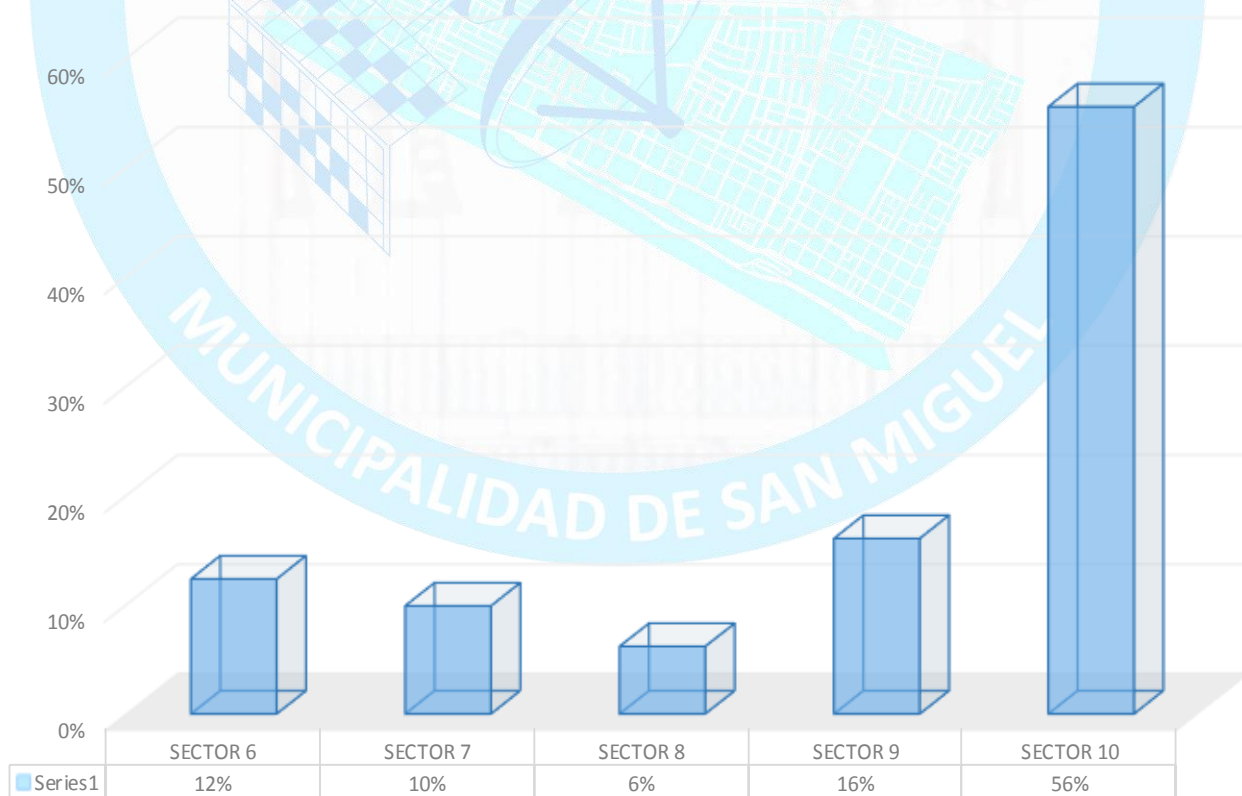 60%
50%
40%
30%
20%
10%
0%
MUNICIPALIDAD DE SAN MIGUEL
SECTOR 6 SECTOR 7 SECTOR 8 SECTOR 9 SECTOR 10
Series1 12% 10% 6% 16% 56%